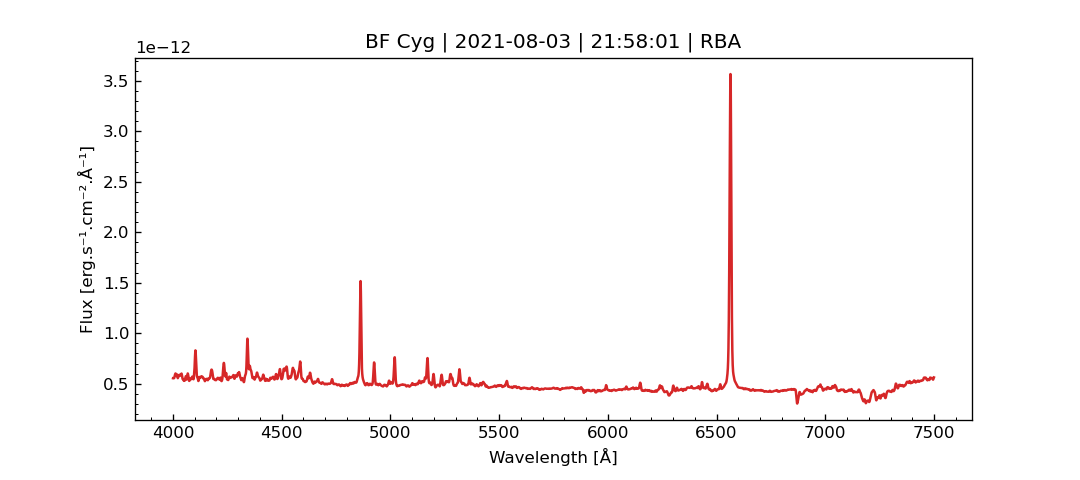 BF Cyg | 2021-08-03 | 21:58:01 | RBA
1e−12
3.5
3.0
2.5
2.0
1.5
1.0
0.5
Flux [erg.s⁻¹.cm⁻².Å⁻¹]
4000 4500 5000 5500 6000 6500 7000 7500
Wavelength [Å]